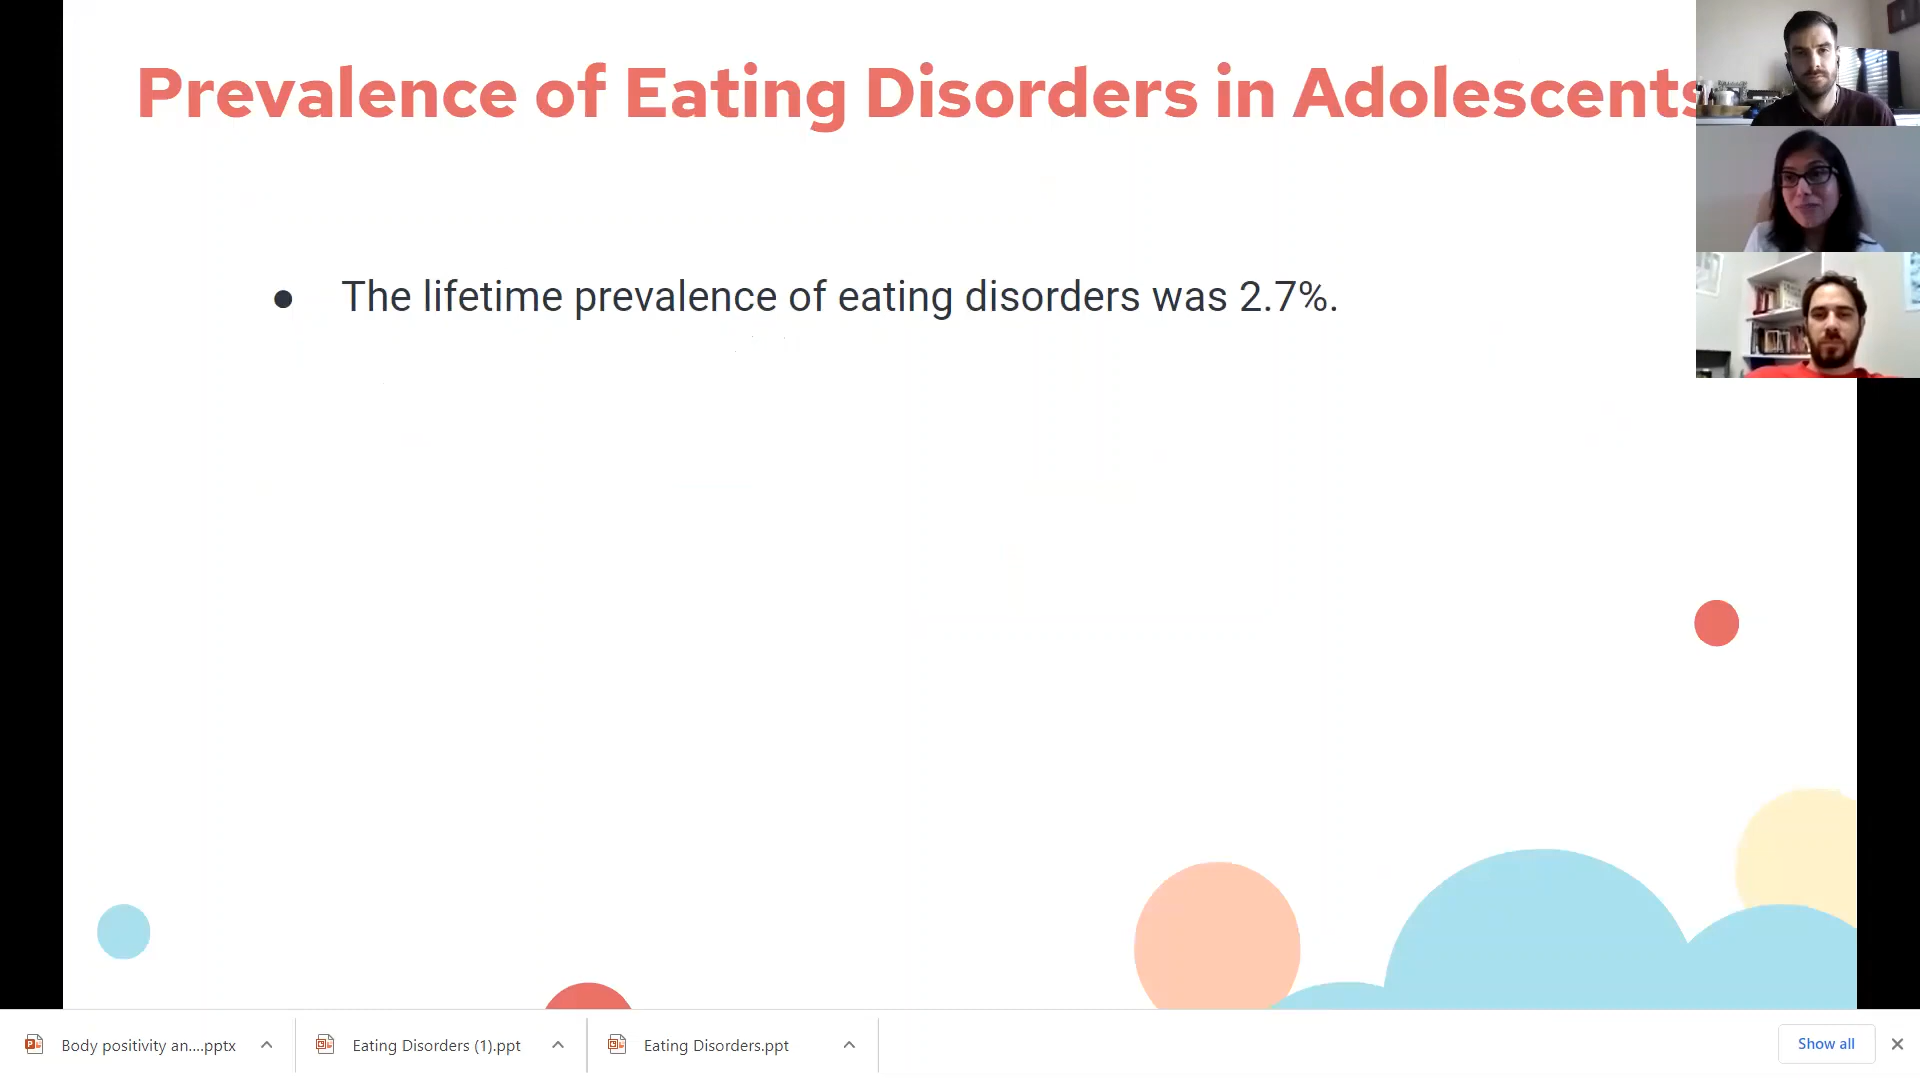 Prevalence of Eating Disorders in Adolescents
● The lifetime prevalence of eating disorders was 2.7%.
Body positivity an....pptx
Eating Disorders (1).ppt
Eating Disorders.ppt
Show all